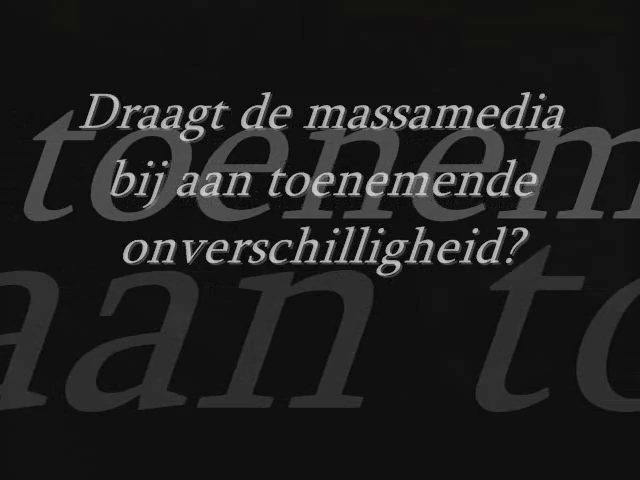 Draagt de massamedia
bij aan toenemende
onverschilligheid?
toenem
aan to